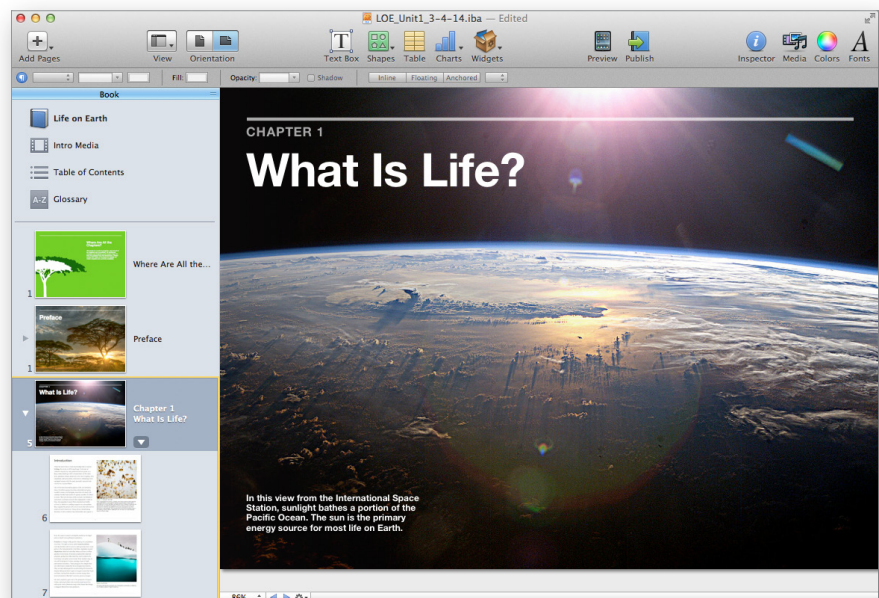 LOE_Unit1_3-4-14.iba — Edited
Add Pages
View
Orientation
Text Box
Shapes
Table
Charts
Widgets
Preview
Publish
Inspector
Media
Colors
Fonts
Fill:
Opacity:
Shadow
Inline
Floating
Anchored
Book
Life on Earth
Intro Media
Table of Contents
A-Z
Glossary
Where Are All the...
1
Preface
Preface
1
What Is Life?
Chapter 1
What Is Life?
5
6
7
CHAPTER 1
What Is Life?
In this view from the International Space
Station, sunlight bathes a portion of the
Pacific Ocean. The sun is the primary
energy source for most life on Earth.
86%